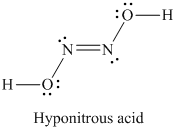 O—H
N=N
H—O
Hyponitrous acid